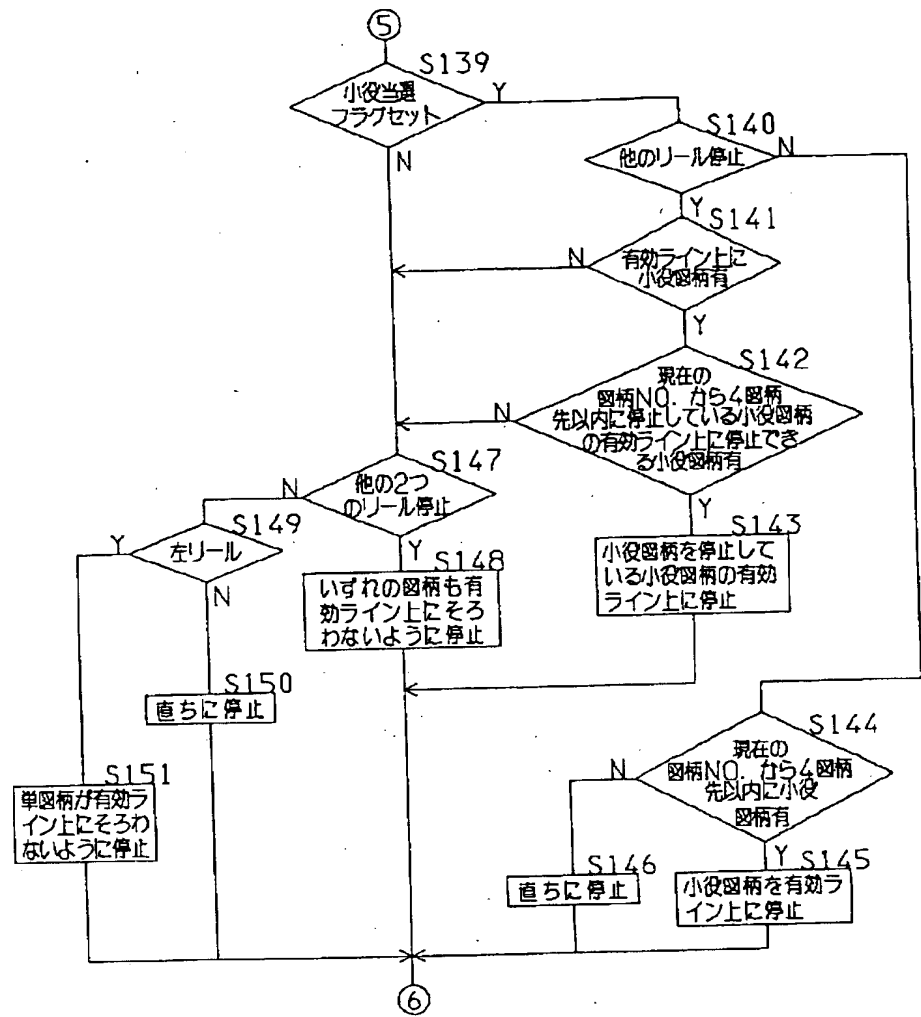 ⑤
S139
小役当選
フラグセット
Y
N
S140
他のリール停止
N
Y
S141
有効ライン上に
小役図柄有
N
Y
S142
現在の
図柄NO.から4図柄
先以内に停止している小役図柄
の有効ライン上に停止でき
る小役図柄有
N
Y
S143
小役図柄を停止して
いる小役図柄の有効
ライン上に停止
S147
他の2つ
のリール停止
N
Y
S148
いずれの図柄も有
効ライン上にそろ
わないように停止
S149
左リール
Y
N
S150
直ちに停止
S151
単図柄が有効ラ
イン上にそろわ
ないように停止
S144
現在の
図柄NO.から4図柄
先以内に小役
図柄有
N
Y
S145
小役図柄を有効ラ
イン上に停止
S146
直ちに停止
⑥